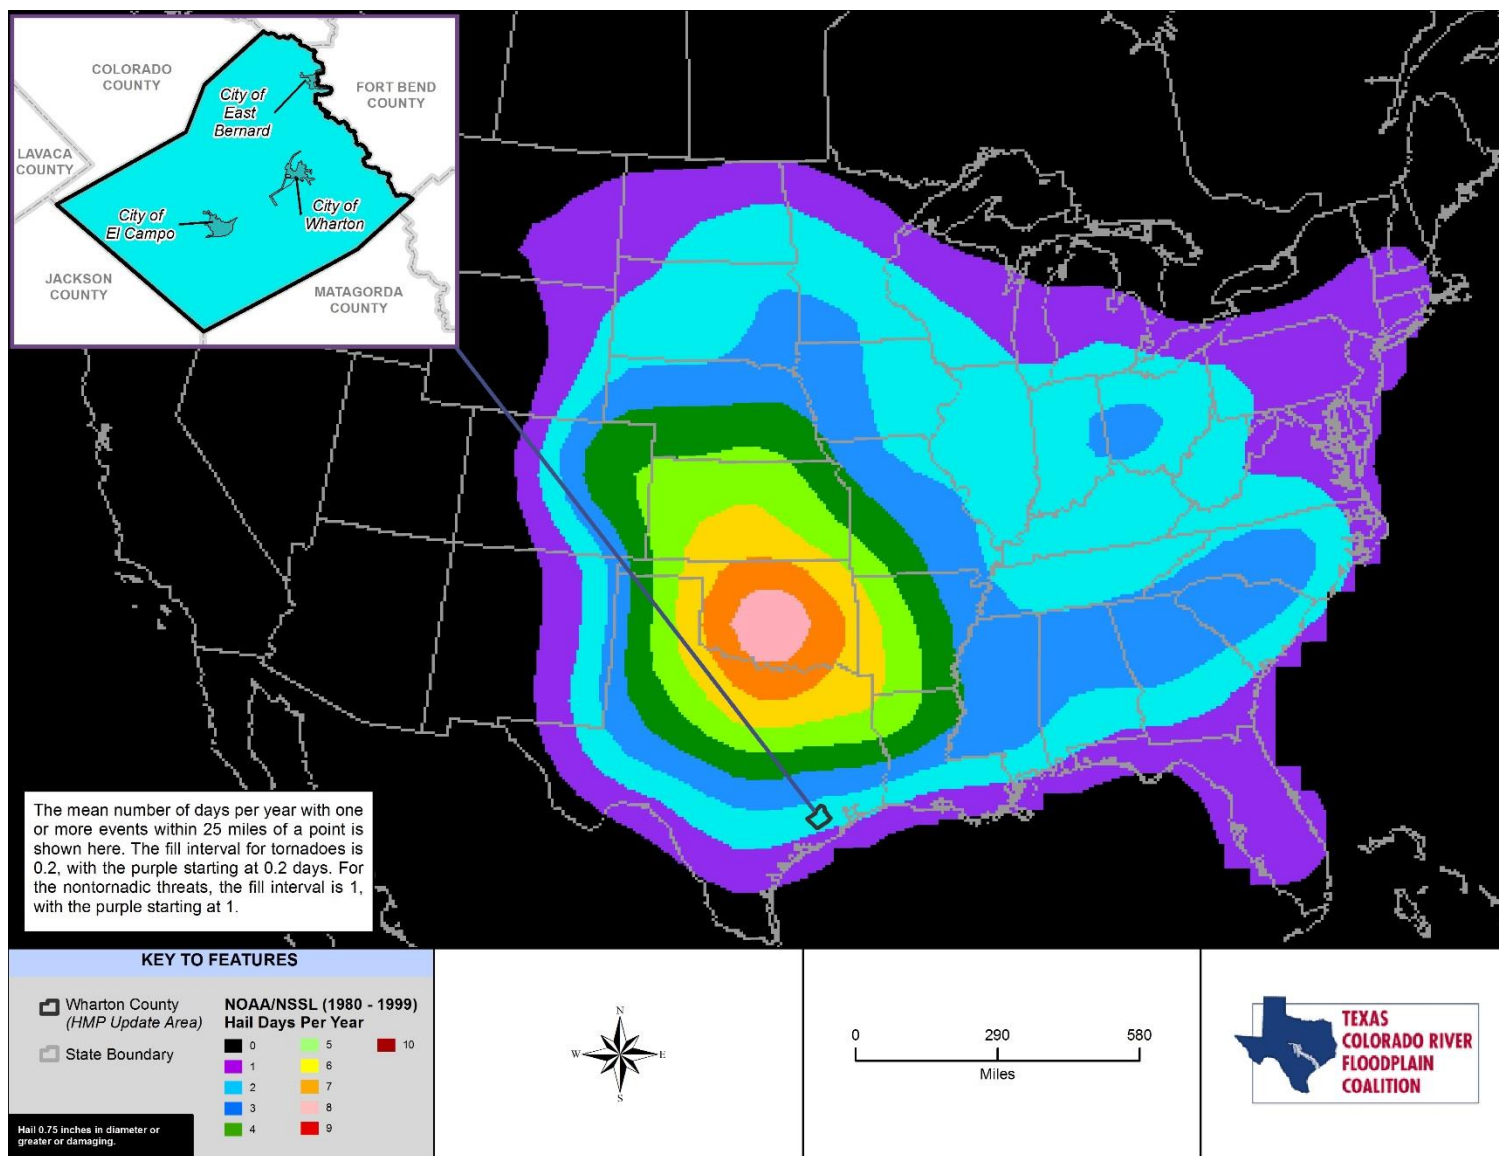 COLORADO
COUNTY
City of
East
Bernard
FORT BEND
COUNTY
LAVACA
COUNTY
City of
El Campo
City of
Wharton
JACKSON
COUNTY
MATAGORDA
COUNTY
The mean number of days per year with one
or more events within 25 miles of a point is
shown here. The fill interval for tornadoes is
0.2, with the purple starting at 0.2 days. For
the nontornadic threats, the fill interval is 1,
with the purple starting at 1.
KEY TO FEATURES
Wharton County
(HMP Update Area)
State Boundary
NOAA/NSSL (1980 - 1999)
Hail Days Per Year
0
1
2
3
4
5
6
7
8
9
10
Hail 0.75 inches in diameter or
greater or damaging.
N
W
E
S
0 290 580
Miles
TEXAS
COLORADO RIVER
FLOODPLAIN
COALITION